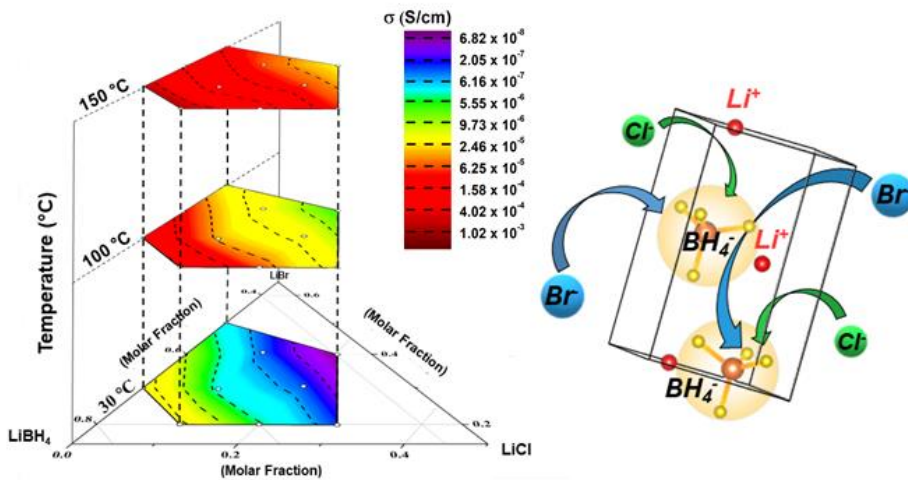 σ (S/cm)
6.82 x 10⁻⁸
2.05 x 10⁻⁷
6.16 x 10⁻⁷
5.55 x 10⁻⁶
9.73 x 10⁻⁶
2.46 x 10⁻⁵
6.25 x 10⁻⁵
1.58 x 10⁻⁴
4.02 x 10⁻⁴
1.02 x 10⁻³
150 °C
100 °C
30 °C
Temperature (°C)
LiBr
0.4
0.6
(Molar Fraction)
(Molar Fraction)
0.6
0.4
0.8
0.2
LiBH₄
0.0
0.2
0.4
LiCl
(Molar Fraction)
Li⁺
Cl⁻
Br⁻
BH₄⁻
Li⁺
Br⁻
Cl⁻
BH₄⁻